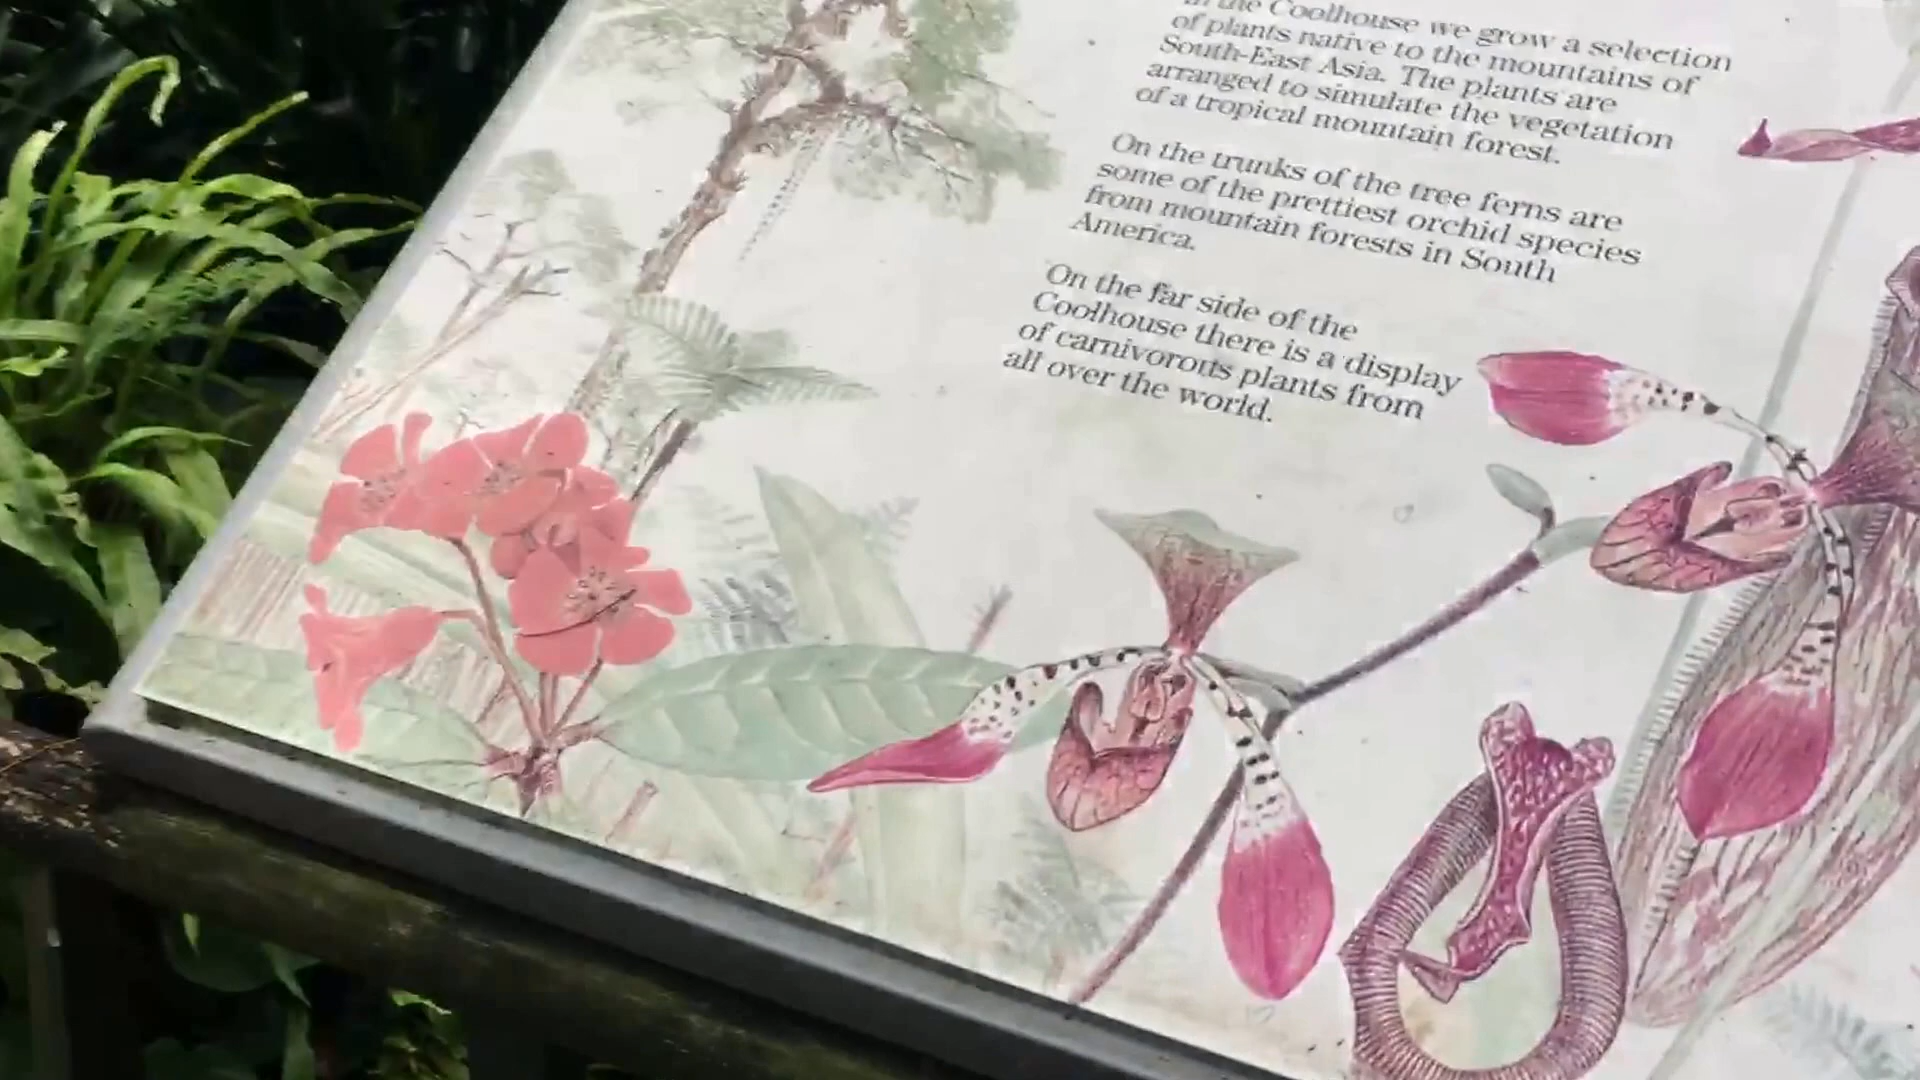 In the Coolhouse we grow a selection
of plants native to the mountains of
South-East Asia. The plants are
arranged to simulate the vegetation
of a tropical mountain forest.
On the trunks of the tree ferns are
some of the prettiest orchid species
from mountain forests in South
America.
On the far side of the
Coolhouse there is a display
of carnivorous plants from
all over the world.